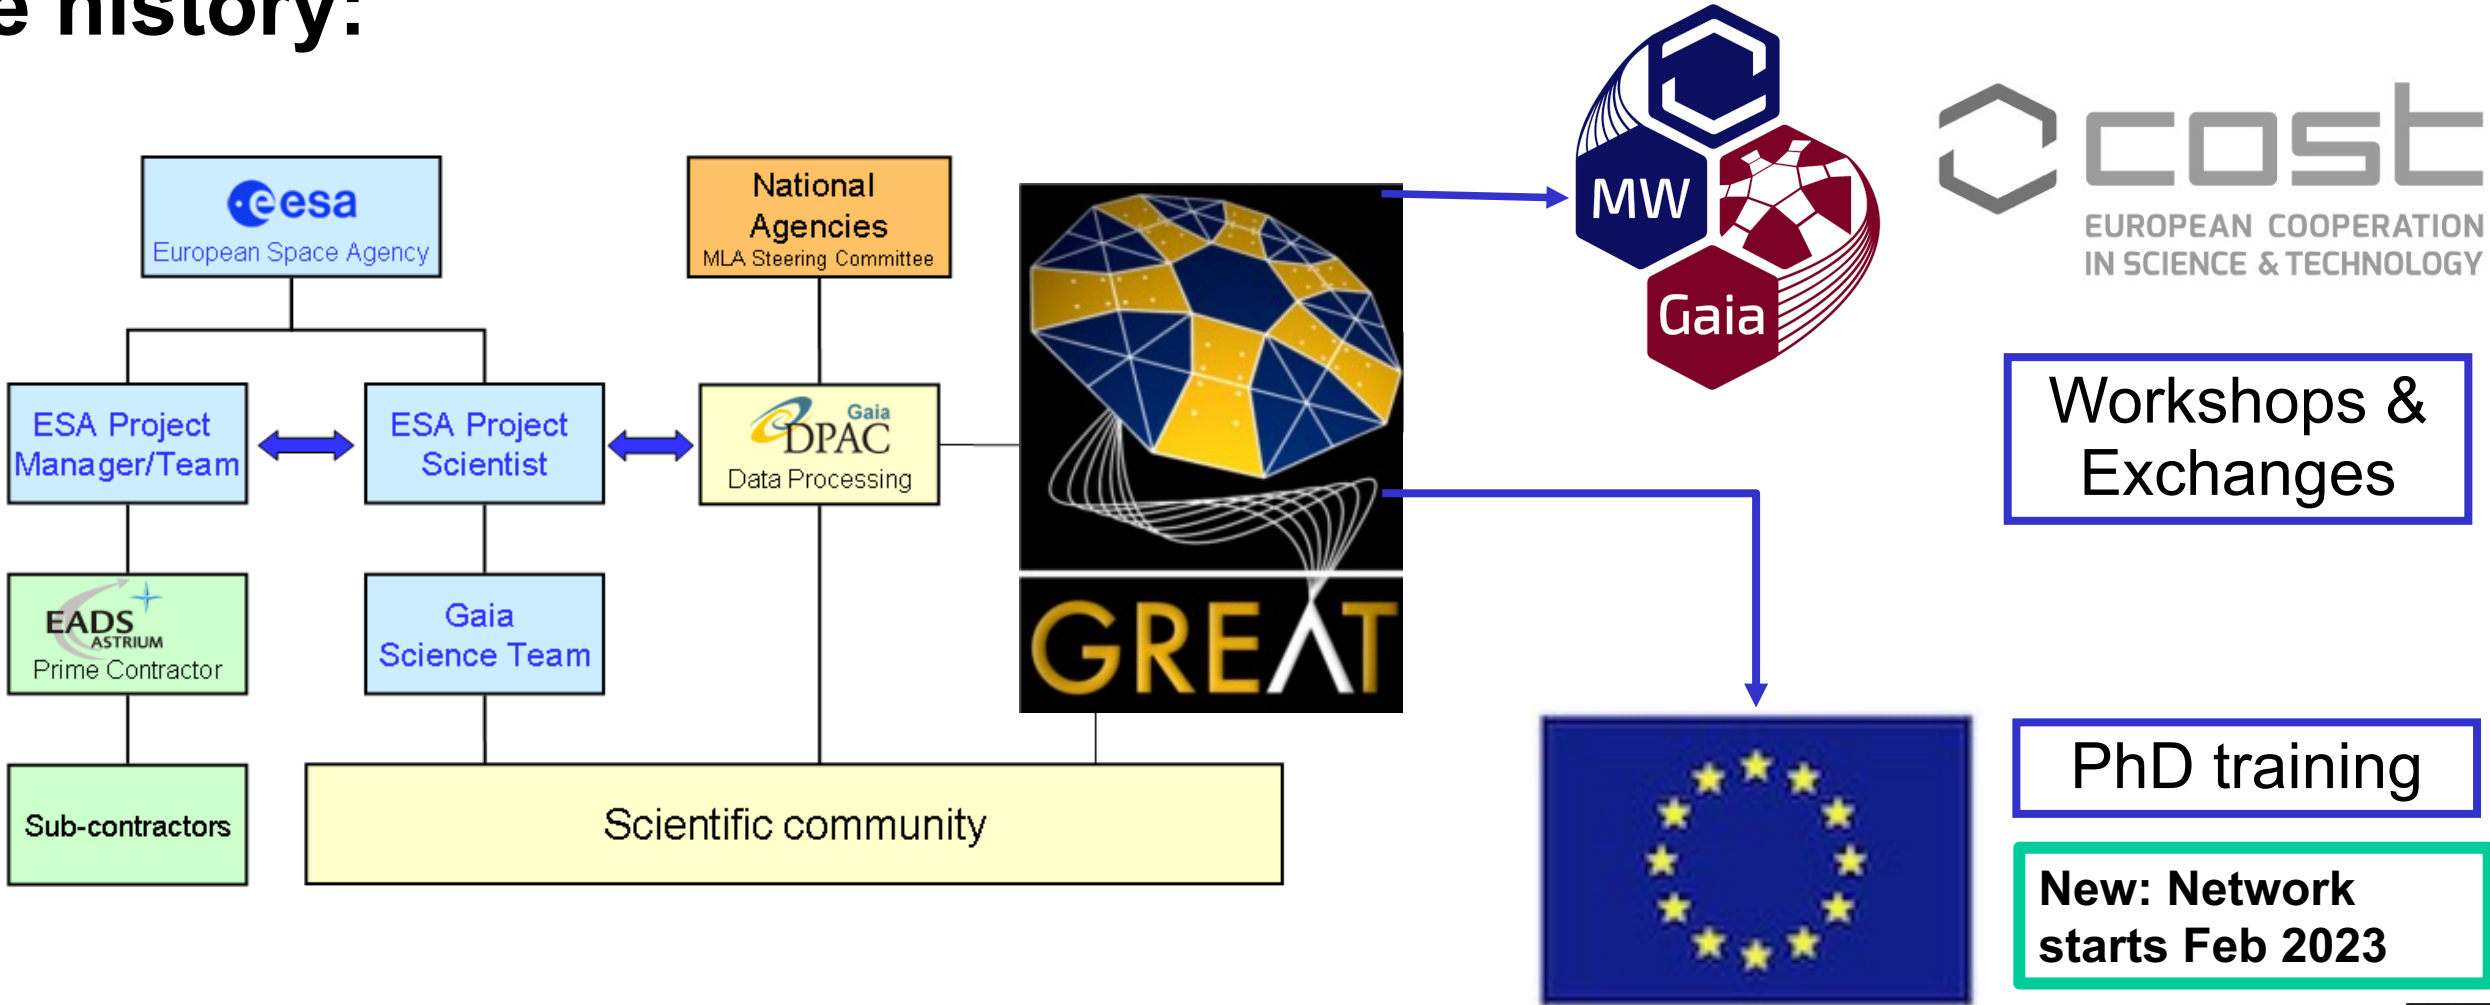 e history:
esa
European Space Agency
National
Agencies
MLA Steering Committee
MW
Gaia
cost
EUROPEAN COOPERATION
IN SCIENCE & TECHNOLOGY
ESA Project
Manager/Team
ESA Project
Scientist
Gaia
DPAC
Data Processing
Workshops &
Exchanges
EADS
ASTRIUM
Prime Contractor
Gaia
Science Team
GREAT
Sub-contractors
Scientific community
PhD training
New: Network
starts Feb 2023